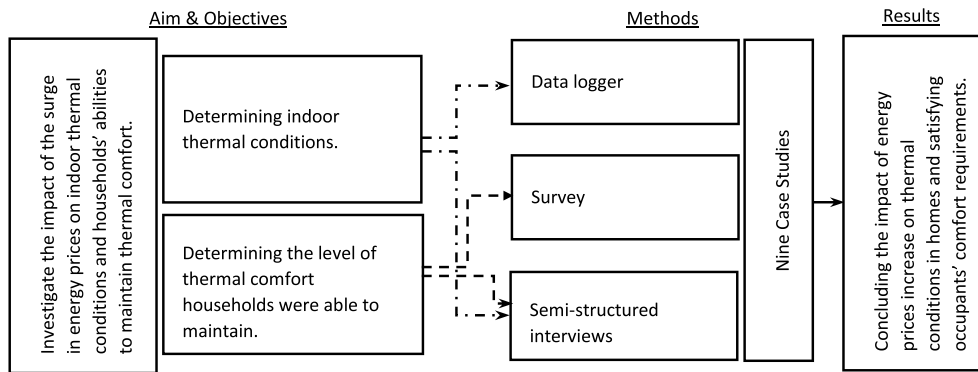 Aim & Objectives
Methods
Results
Investigate the impact of the surge
in energy prices on indoor thermal
conditions and households' abilities
to maintain thermal comfort.
Determining indoor
thermal conditions.
Determining the level of
thermal comfort
households were able to
maintain.
Data logger
Survey
Semi-structured
interviews
Nine Case Studies
Concluding the impact of energy
prices increase on thermal
conditions in homes and satisfying
occupants' comfort requirements.